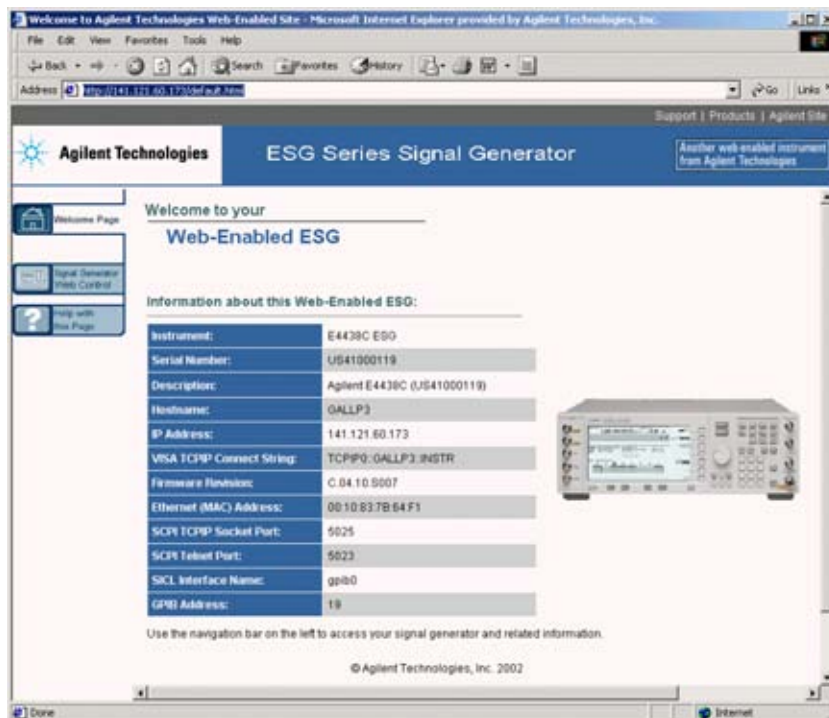 Welcome to Agilent Technologies Web-Enabled Site - Microsoft Internet Explorer provided by Agilent Technologies, Inc.
File Edit View Favorites Tools Help
Back Search Favorites History
Address http://141.121.60.173/default.htm Go Links
Support | Products | Agilent Site
Agilent Technologies
ESG Series Signal Generator
Another web-enabled instrument
from Agilent Technologies
Welcome Page
Signal Generator
Web Control
Help with
this Page
Welcome to your
Web-Enabled ESG
Information about this Web-Enabled ESG:
Instrument: E4438C ESG
Serial Number: US41000119
Description: Agilent E4438C (US41000119)
Hostname: GALLP3
IP Address: 141.121.60.173
VISA TCPIP Connect String: TCPIP0::GALLP3::INSTR
Firmware Revision: C.04.10.S007
Ethernet (MAC) Address: 00:10:83:7B:64:F1
SCPI TCPIP Socket Port: 5025
SCPI Telnet Port: 5023
SICL Interface Name: gpib0
GPIB Address: 19
Use the navigation bar on the left to access your signal generator and related information.
© Agilent Technologies, Inc. 2002
Done
Internet